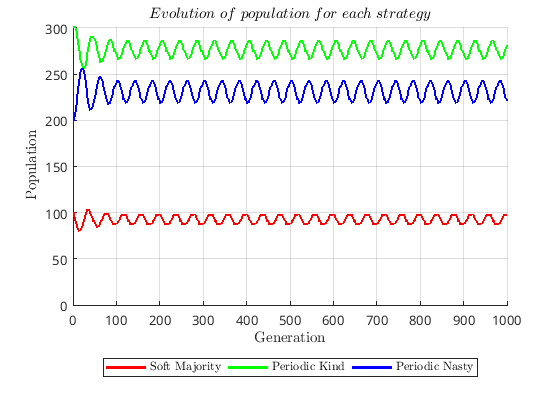 Evolution of population for each strategy
300
250
200
150
100
50
0
Population
0 100 200 300 400 500 600 700 800 900 1000
Generation
Soft Majority Periodic Kind Periodic Nasty